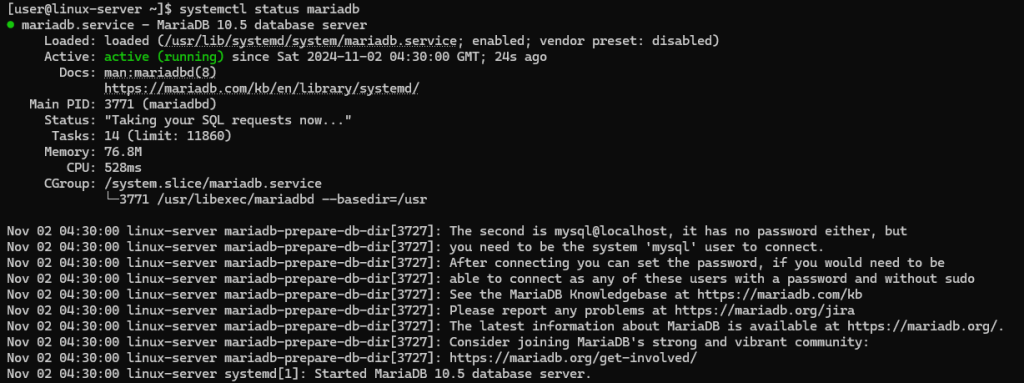 [user@linux-server ~]$ systemctl status mariadb
● mariadb.service - MariaDB 10.5 database server
Loaded: loaded (/usr/lib/systemd/system/mariadb.service; enabled; vendor preset: disabled)
Active: active (running) since Sat 2024-11-02 04:30:00 GMT; 24s ago
Docs: man:mariadbd(8)
https://mariadb.com/kb/en/library/systemd/
Main PID: 3771 (mariadbd)
Status: "Taking your SQL requests now..."
Tasks: 14 (limit: 11860)
Memory: 76.8M
CPU: 528ms
CGroup: /system.slice/mariadb.service
└─3771 /usr/libexec/mariadbd --basedir=/usr
Nov 02 04:30:00 linux-server mariadb-prepare-db-dir[3727]: The second is mysql@localhost, it has no password either, but
Nov 02 04:30:00 linux-server mariadb-prepare-db-dir[3727]: you need to be the system 'mysql' user to connect.
Nov 02 04:30:00 linux-server mariadb-prepare-db-dir[3727]: After connecting you can set the password, if you would need to be
Nov 02 04:30:00 linux-server mariadb-prepare-db-dir[3727]: able to connect as any of these users with a password and without sudo
Nov 02 04:30:00 linux-server mariadb-prepare-db-dir[3727]: See the MariaDB Knowledgebase at https://mariadb.com/kb
Nov 02 04:30:00 linux-server mariadb-prepare-db-dir[3727]: Please report any problems at https://mariadb.org/jira
Nov 02 04:30:00 linux-server mariadb-prepare-db-dir[3727]: The latest information about MariaDB is available at https://mariadb.org/.
Nov 02 04:30:00 linux-server mariadb-prepare-db-dir[3727]: Consider joining MariaDB's strong and vibrant community:
Nov 02 04:30:00 linux-server mariadb-prepare-db-dir[3727]: https://mariadb.org/get-involved/
Nov 02 04:30:00 linux-server systemd[1]: Started MariaDB 10.5 database server.